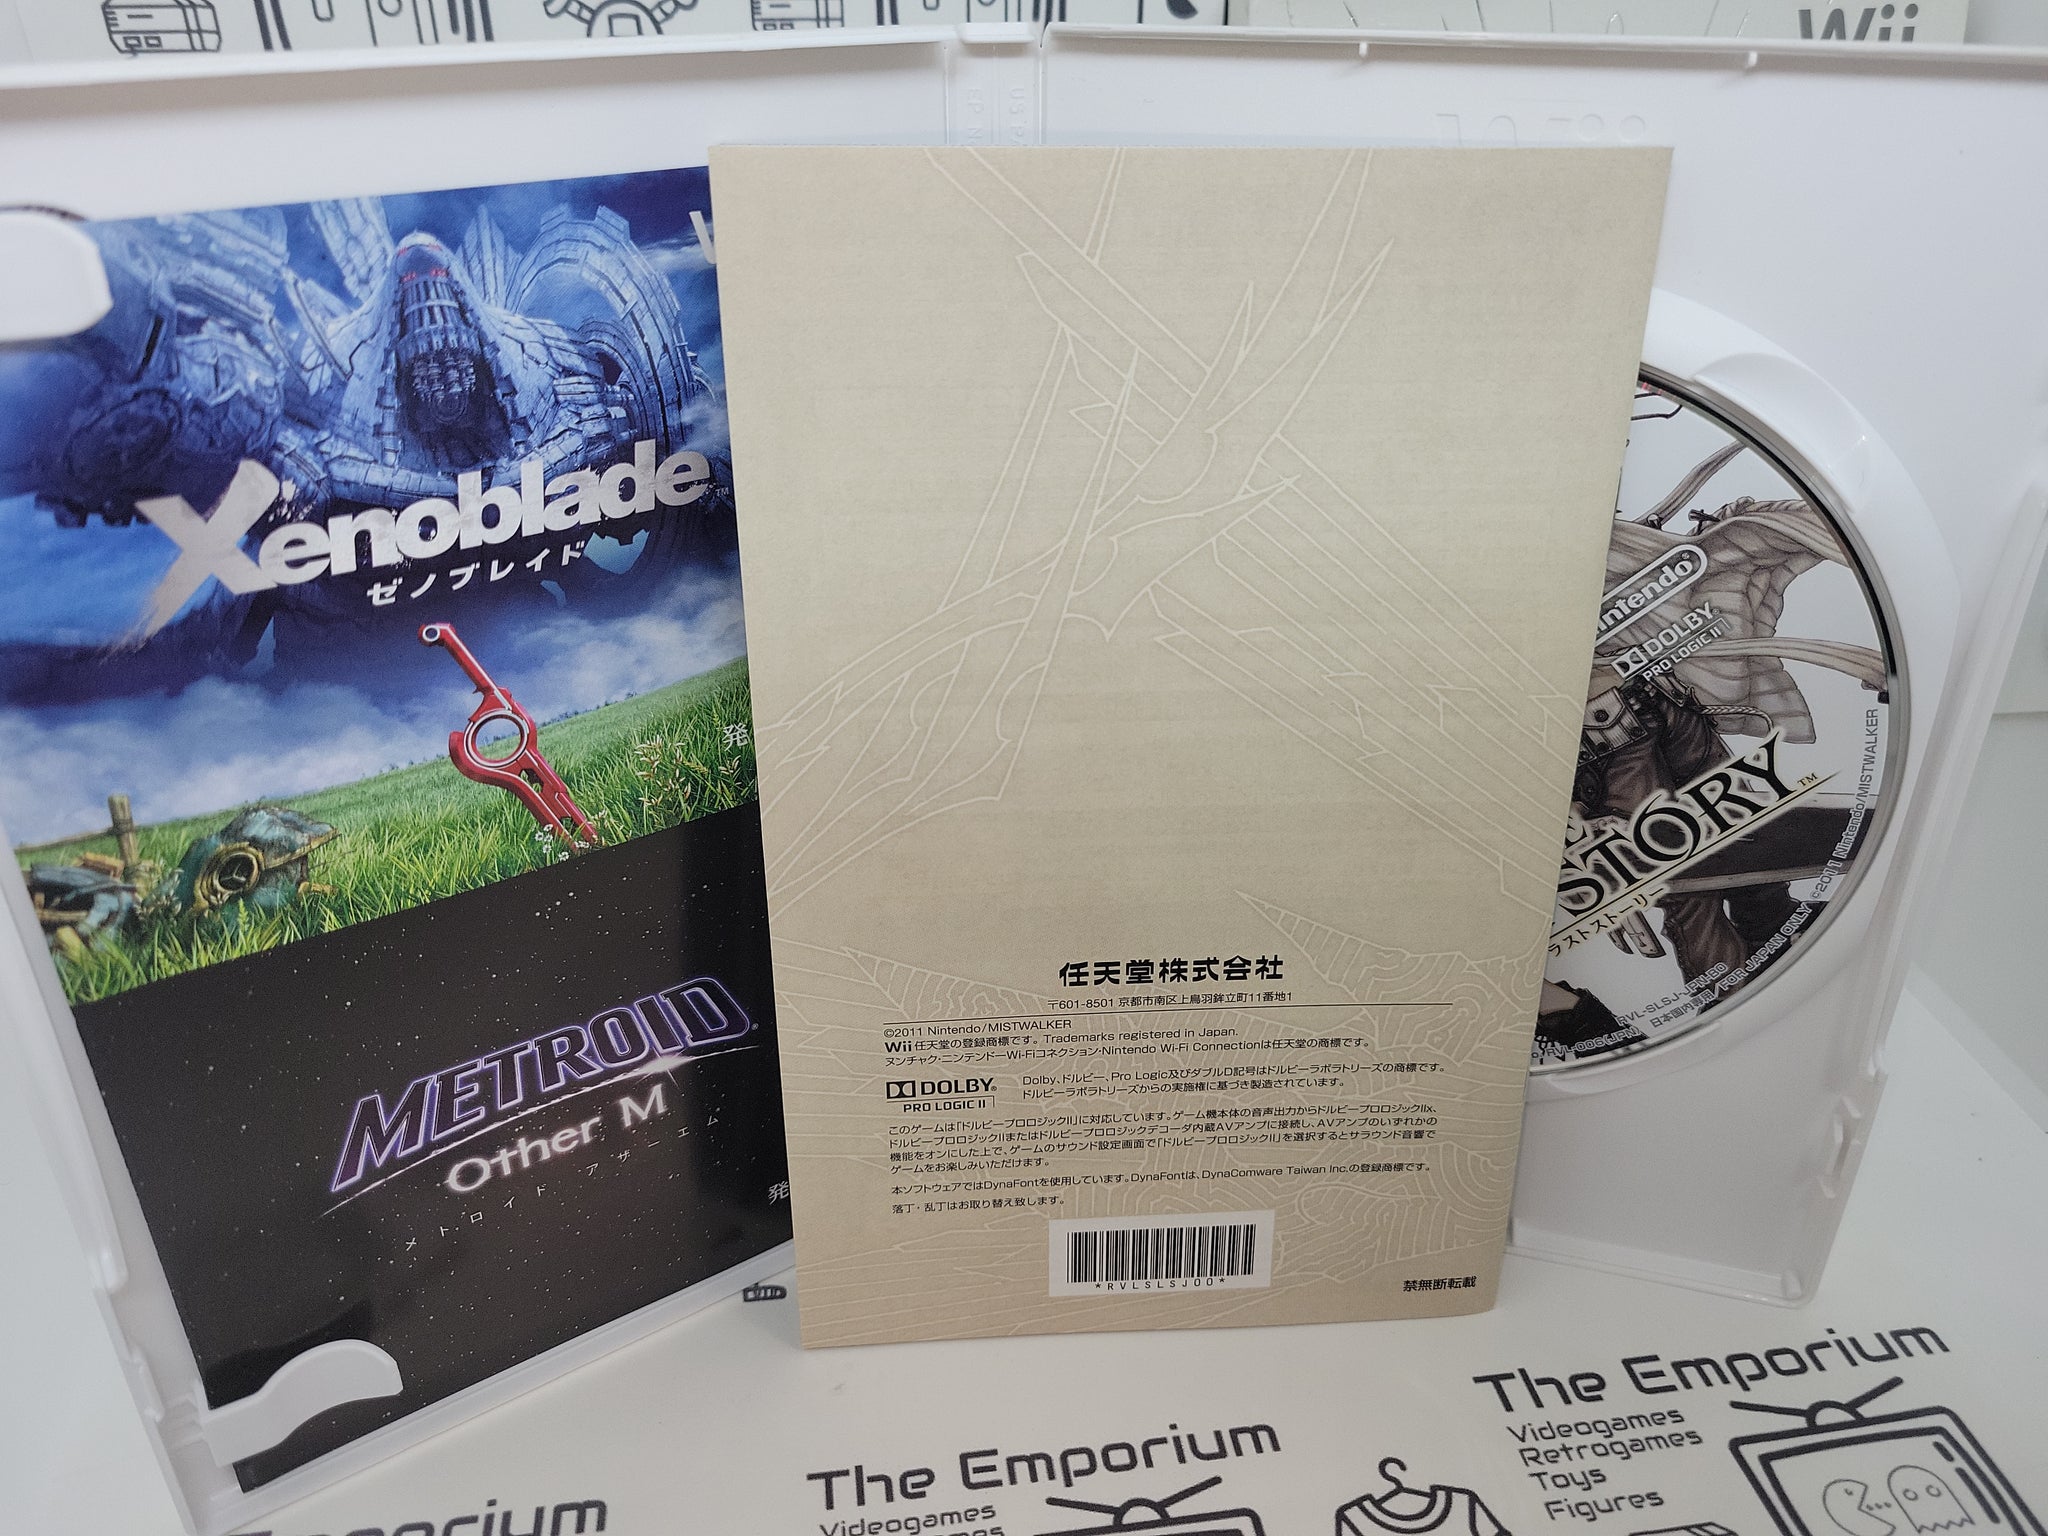 Wii
Xenoblade™
ゼノブレイド
発
METROID®
Other M
メトロイド アザーエム
発
任天堂株式会社
〒601-8501 京都市南区上鳥羽鉾立町11番地1
©2011 Nintendo/MISTWALKER
Wii 任天堂の登録商標です。 Trademarks registered in Japan.
ヌンチャク・ニンテンドーWi-Fiコネクション・Nintendo Wi-Fi Connectionは任天堂の商標です。
DOLBY®
PRO LOGIC II
Dolby、ドルビー、Pro Logic及びダブルD記号はドルビーラボラトリーズの商標です。
ドルビーラボラトリーズからの実施権に基づき製造されています。
このゲームは「ドルビープロロジックII」に対応しています。ゲーム機本体の音声出力からドルビープロロジックIIx、
ドルビープロロジックIIまたはドルビープロロジックデコーダ内蔵AVアンプに接続し、AVアンプのいずれかの
機能をオンにした上で、ゲームのサウンド設定画面で「ドルビープロロジックII」を選択するとサラウンド音響で
ゲームをお楽しみいただけます。
本ソフトウェアではDynaFontを使用しています。DynaFontは、DynaComware Taiwan Inc.の登録商標です。
落丁・乱丁はお取り替え致します。
*RVLSLSJ00*
禁無断転載
Nintendo®
DOLBY®
PRO LOGIC II
STORY™
ラストストーリー
RVL-SLSJ-JPN-B0
RVL-006(JPN) 日本国内専用/FOR JAPAN ONLY ©2011 Nintendo/MISTWALKER
The Emporium
Videogames
Retrogames
Toys
Figures
The Emporium
Videogames